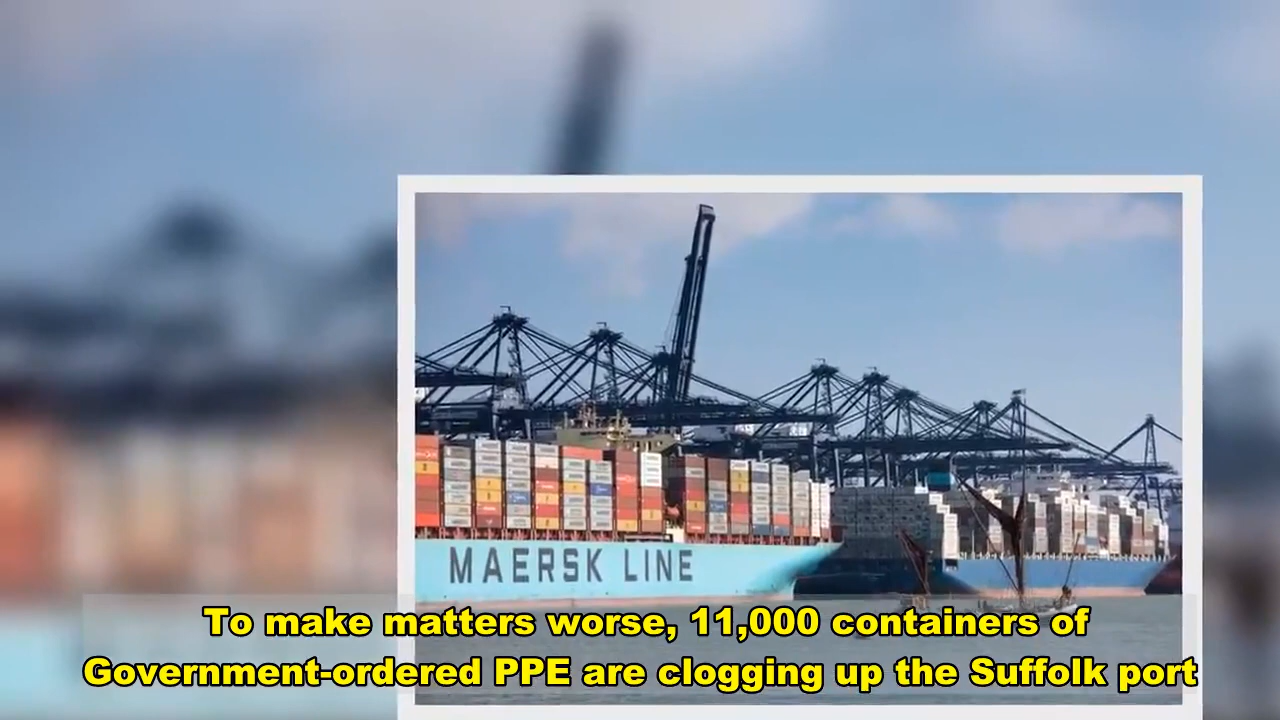 MAERSK LINE
To make matters worse, 11,000 containers of
Government-ordered PPE are clogging up the Suffolk port